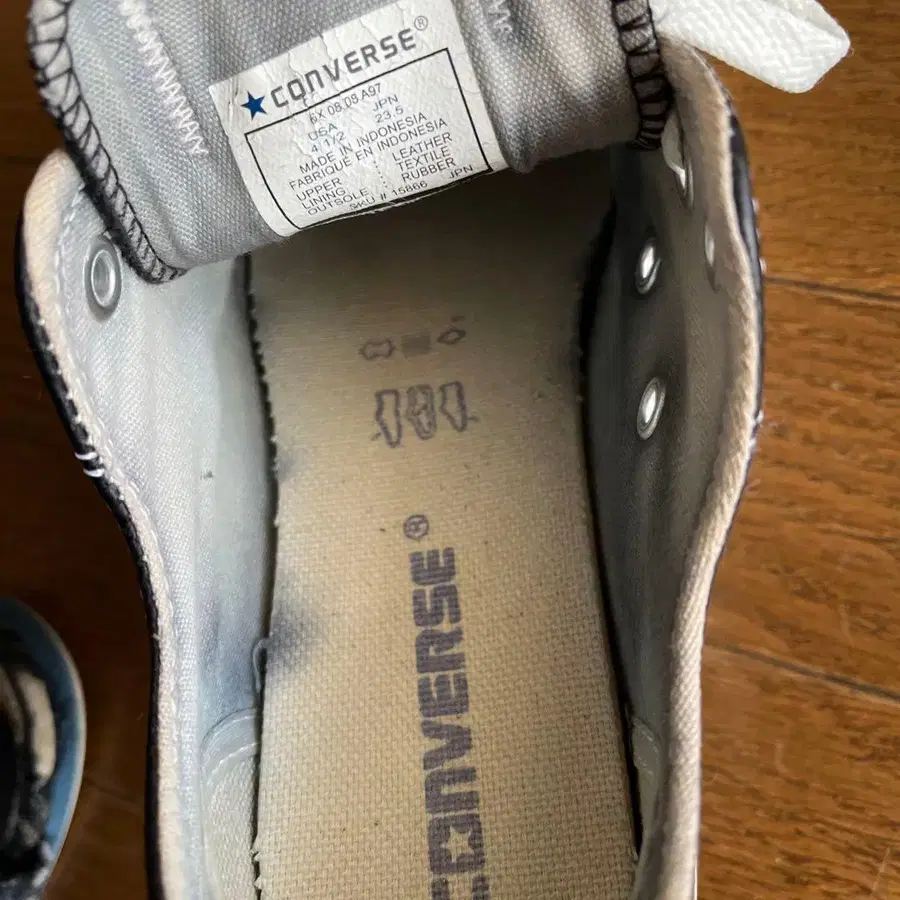 CONVERSE®
6X 08.08.A97
USA JPN
4 1/2 23.5
MADE IN INDONESIA
FABRIQUÉ EN INDONESIA
UPPER : LEATHER
LINING : TEXTILE
OUTSOLE : RUBBER
SKU # 15866 JPN
CONVERSE®